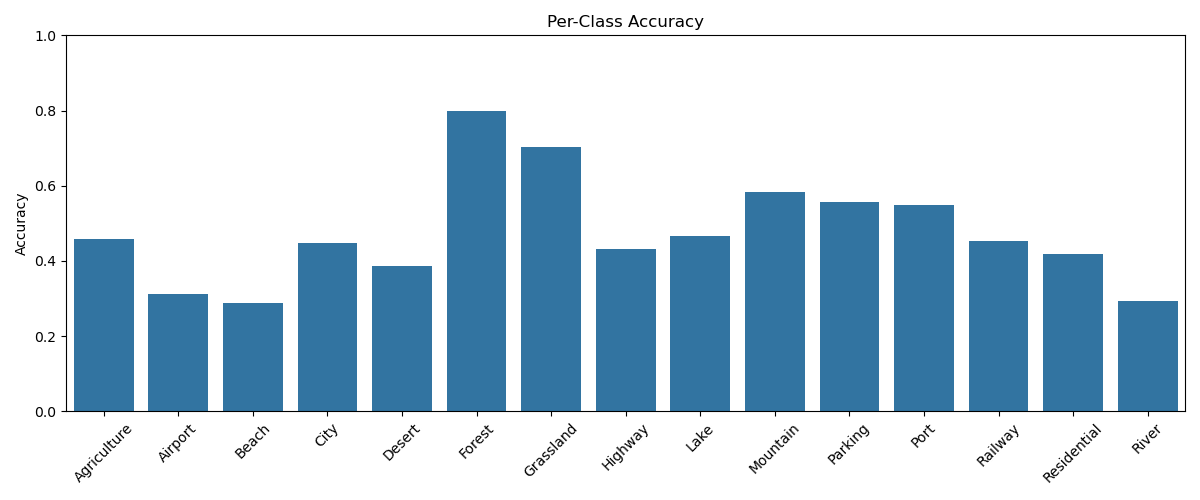 Per-Class Accuracy
Accuracy
1.0
0.8
0.6
0.4
0.2
0.0
Agriculture
Airport
Beach
City
Desert
Forest
Grassland
Highway
Lake
Mountain
Parking
Port
Railway
Residential
River